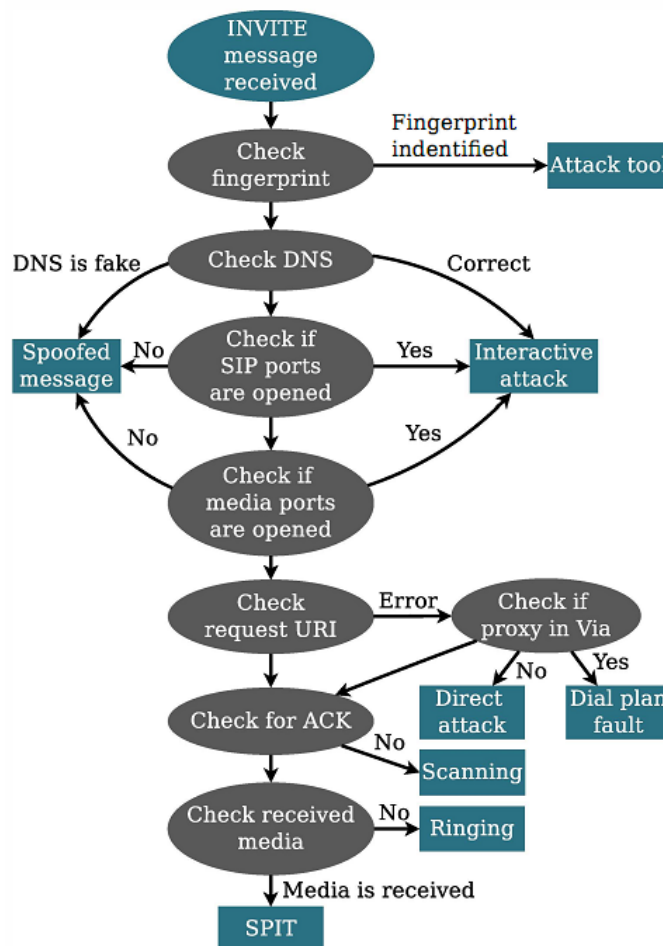 INVITE
message
received
Fingerprint
indentified
Check
fingerprint
Attack tool
DNS is fake
Check DNS
Correct
Spoofed
message
No
Check if
SIP ports
are opened
Yes
Interactive
attack
No
Check if
media ports
are opened
Yes
Check
request URI
Error
Check if
proxy in Via
No
Yes
Direct
attack
Dial plan
fault
Check for ACK
No
Scanning
Check received
media
No
Ringing
Media is received
SPIT